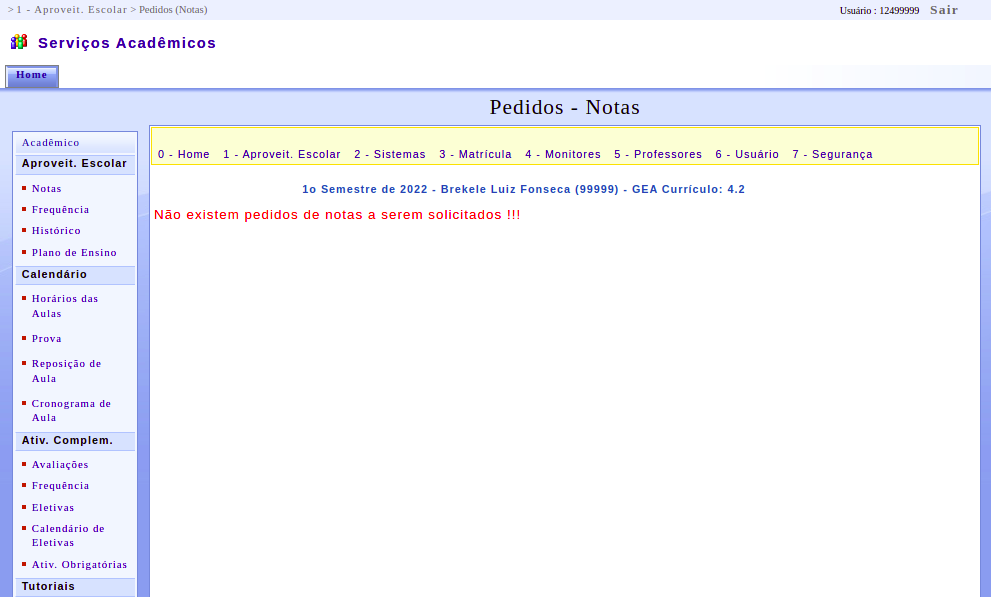 > 1 - Aproveit. Escolar > Pedidos (Notas)
Usuário : 12499999 Sair
Serviços Acadêmicos
Home
Pedidos - Notas
Acadêmico
Aproveit. Escolar
Notas
Frequência
Histórico
Plano de Ensino
Calendário
Horários das
Aulas
Prova
Reposição de
Aula
Cronograma de
Aula
Ativ. Complem.
Avaliações
Frequência
Eletivas
Calendário de
Eletivas
Ativ. Obrigatórias
Tutoriais
0 - Home 1 - Aproveit. Escolar 2 - Sistemas 3 - Matrícula 4 - Monitores 5 - Professores 6 - Usuário 7 - Segurança
1o Semestre de 2022 - Brekele Luiz Fonseca (99999) - GEA Currículo: 4.2
Não existem pedidos de notas a serem solicitados !!!